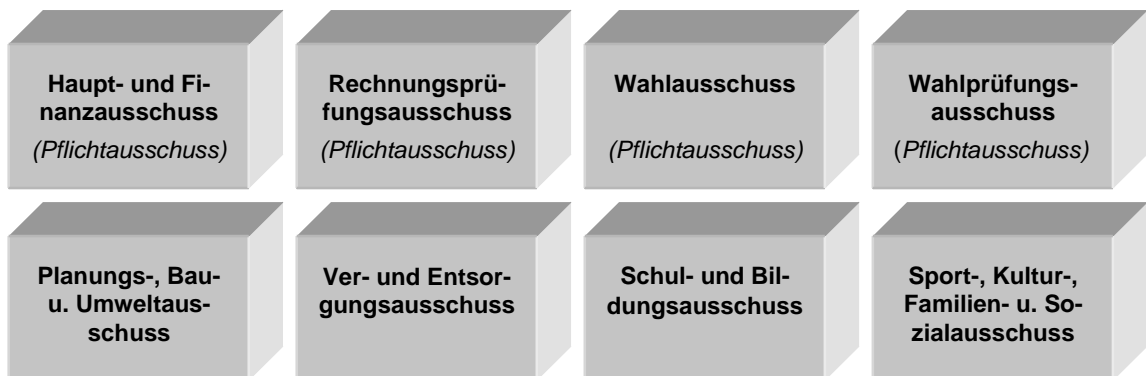 Haupt- und Fi-
nanzausschuss
(Pflichtausschuss)
Rechnungsprü-
fungsausschuss
(Pflichtausschuss)
Wahlausschuss
(Pflichtausschuss)
Wahlprüfungs-
ausschuss
(Pflichtausschuss)
Planungs-, Bau-
u. Umweltaus-
schuss
Ver- und Entsor-
gungsausschuss
Schul- und Bil-
dungsausschuss
Sport-, Kultur-,
Familien- u. So-
zialausschuss